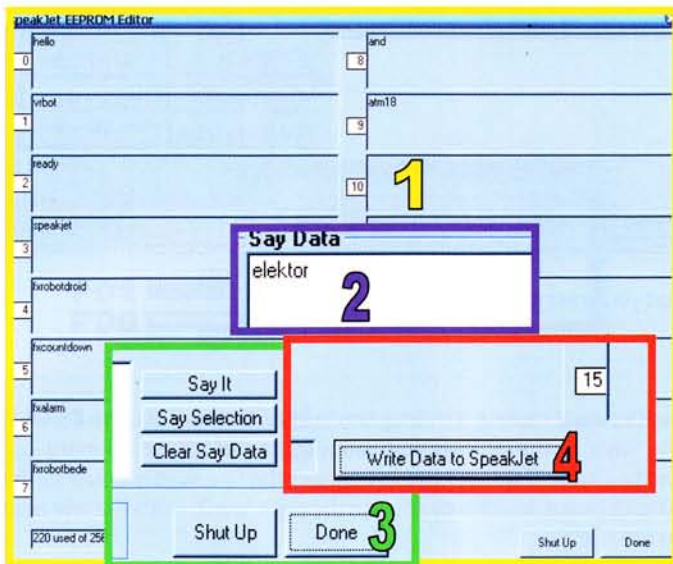 peakJet EEPROM Editor
0
hello
8
and
1
vrbot
9
atm18
2
ready
10
1
3
speakjet
Say Data
elektor
2
4
fxrobotdroid
5
fxcountdown
15
Say It
Say Selection
6
fxalarm
Clear Say Data
Write Data to SpeakJet
4
7
fxrobotbede
220 used of 256
Shut Up
Done
3
Shut Up
Done